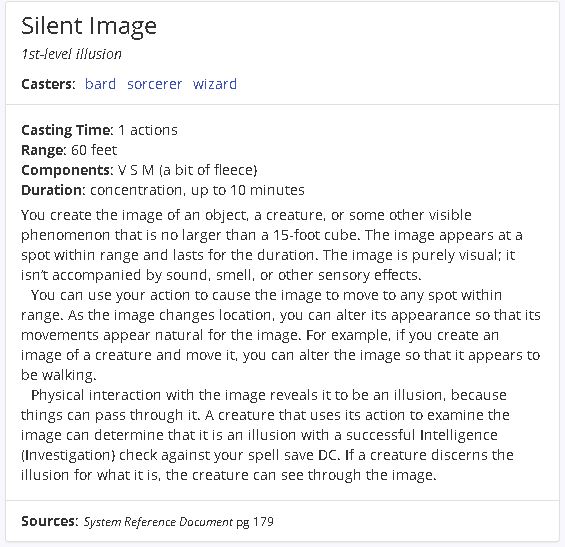 Silent Image
1st-level illusion
Casters: bard sorcerer wizard
Casting Time: 1 actions
Range: 60 feet
Components: V S M (a bit of fleece)
Duration: concentration, up to 10 minutes
You create the image of an object, a creature, or some other visible
phenomenon that is no larger than a 15-foot cube. The image appears at a
spot within range and lasts for the duration. The image is purely visual; it
isn't accompanied by sound, smell, or other sensory effects.
You can use your action to cause the image to move to any spot within
range. As the image changes location, you can alter its appearance so that its
movements appear natural for the image. For example, if you create an
image of a creature and move it, you can alter the image so that it appears to
be walking.
Physical interaction with the image reveals it to be an illusion, because
things can pass through it. A creature that uses its action to examine the
image can determine that it is an illusion with a successful Intelligence
(Investigation) check against your spell save DC. If a creature discerns the
illusion for what it is, the creature can see through the image.
Sources: System Reference Document pg 179